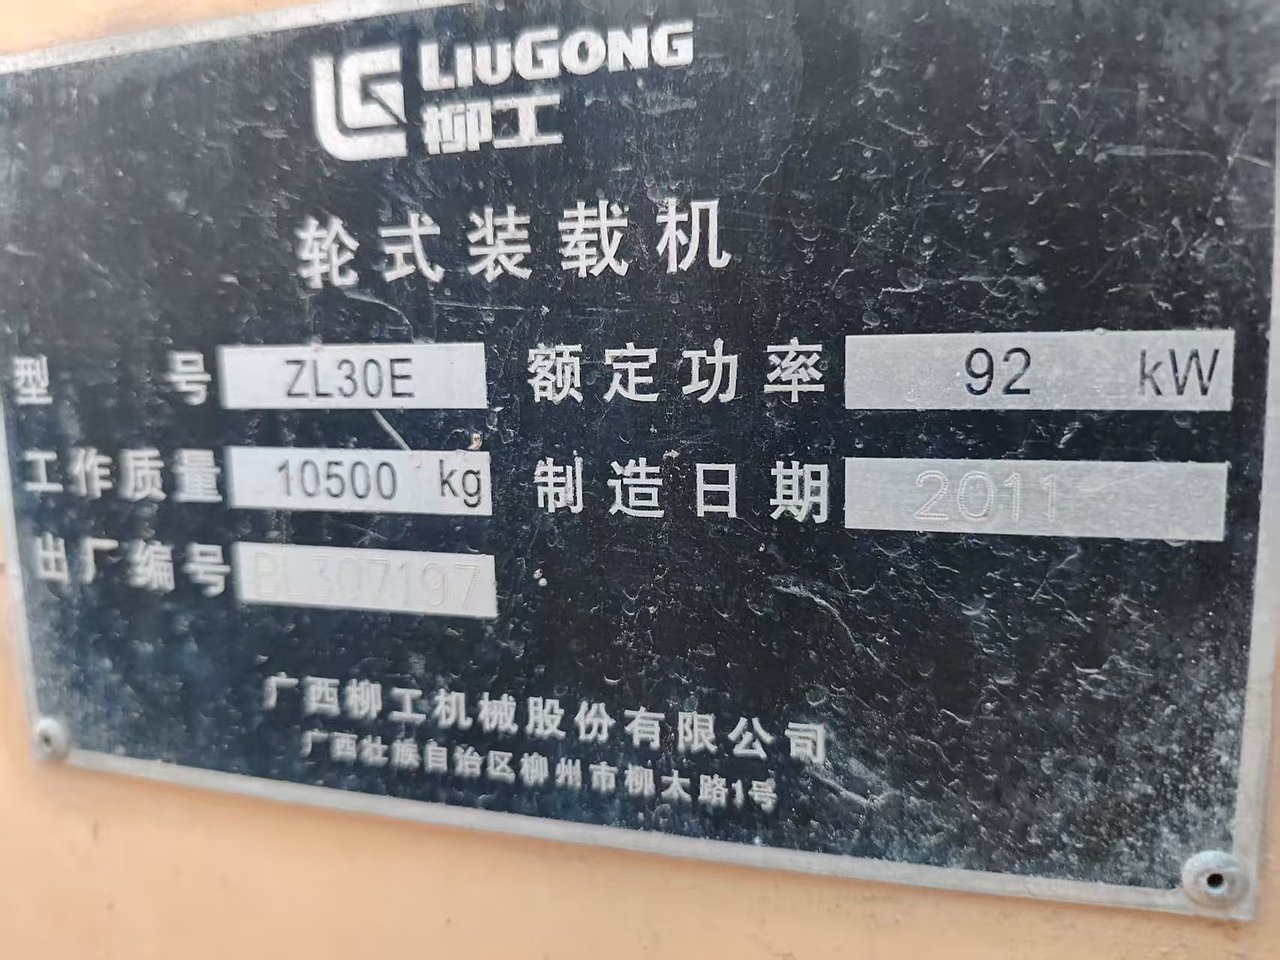 LIUGONG
柳工
轮式装载机
型号 ZL30E 额定功率 92 kW
工作质量 10500 kg 制造日期 2011
出厂编号 BL307197
广西柳工机械股份有限公司
广西壮族自治区柳州市柳太路1号